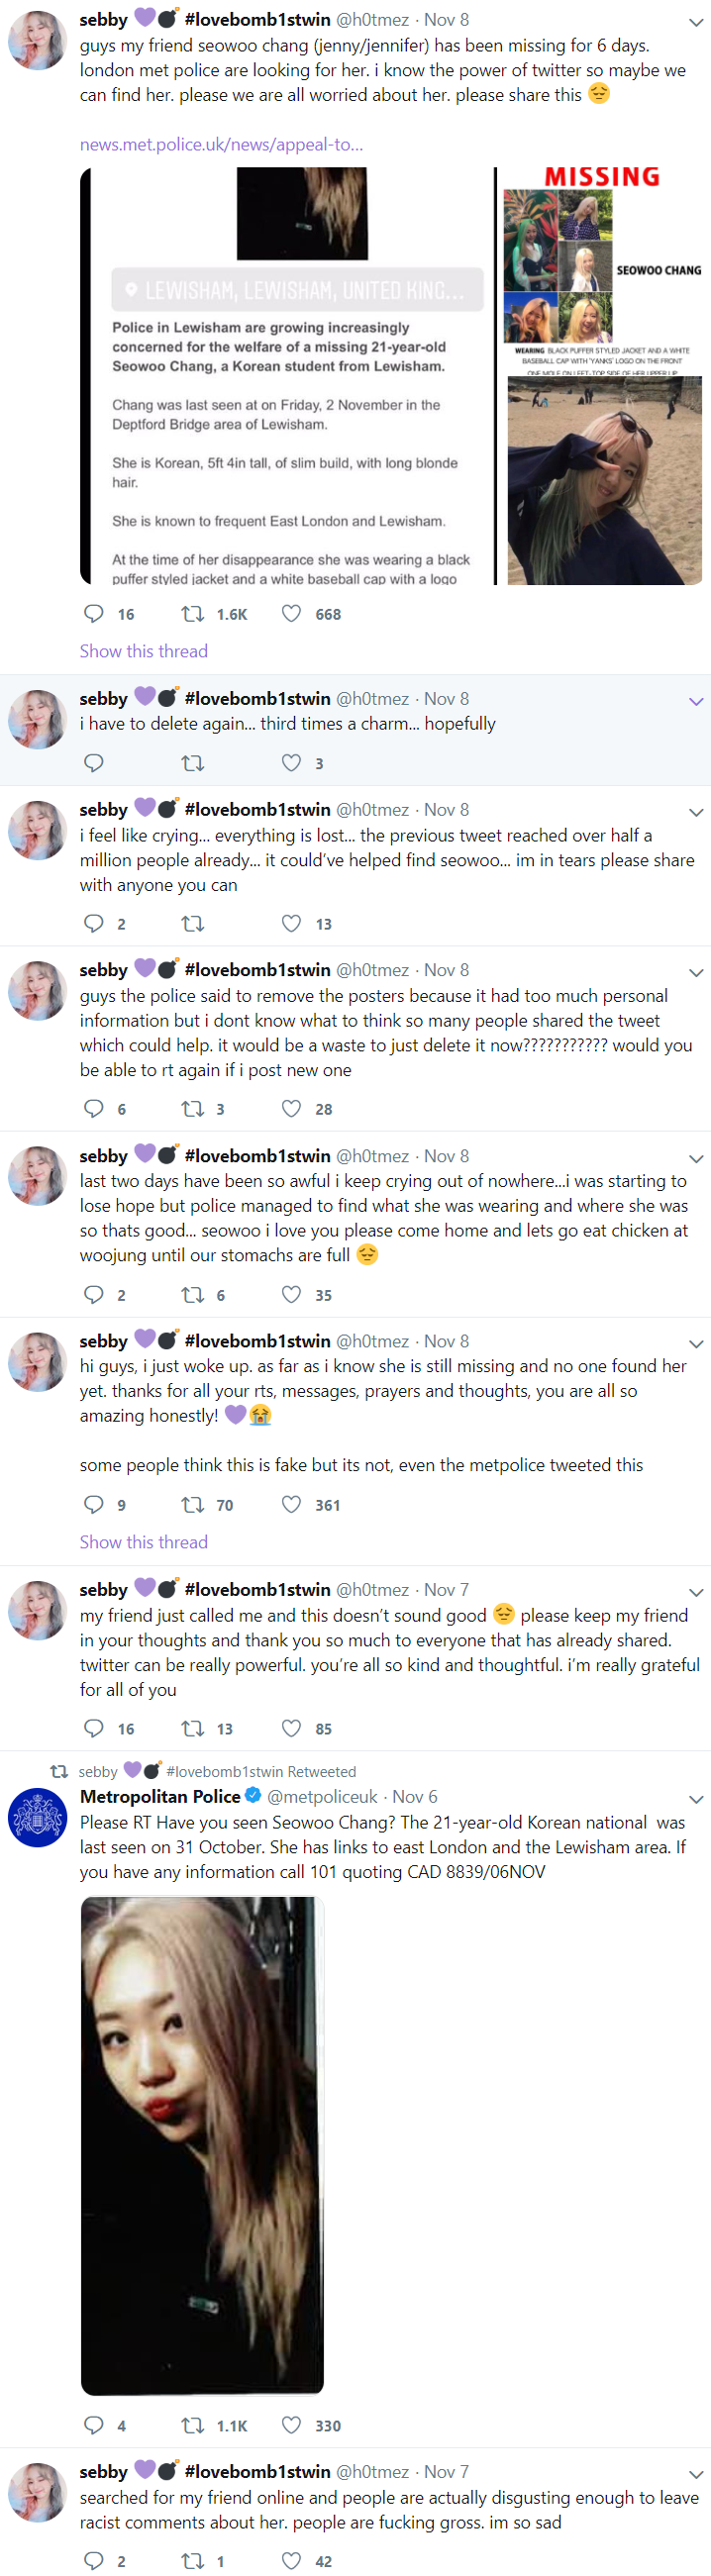 sebby 💜💣 #lovebomb1stwin @h0tmez · Nov 8
guys my friend seowoo chang (jenny/jennifer) has been missing for 6 days.
london met police are looking for her. i know the power of twitter so maybe we
can find her. please we are all worried about her. please share this 😔
news.met.police.uk/news/appeal-to...
LEWISHAM, LEWISHAM, UNITED KING...
Police in Lewisham are growing increasingly
concerned for the welfare of a missing 21-year-old
Seowoo Chang, a Korean student from Lewisham.
Chang was last seen at on Friday, 2 November in the
Deptford Bridge area of Lewisham.
She is Korean, 5ft 4in tall, of slim build, with long blonde
hair.
She is known to frequent East London and Lewisham.
At the time of her disappearance she was wearing a black
puffer styled jacket and a white baseball cap with a logo
MISSING
SEOWOO CHANG
WEARING BLACK PUFFER STYLED JACKET AND A WHITE
BASEBALL CAP WITH 'YANKS' LOGO ON THE FRONT
ONE MOLE ON LEFT-TOP SIDE OF HER UPPER LIP
16 1.6K 668
Show this thread
sebby 💜💣 #lovebomb1stwin @h0tmez · Nov 8
i have to delete again... third times a charm... hopefully
3
sebby 💜💣 #lovebomb1stwin @h0tmez · Nov 8
i feel like crying... everything is lost... the previous tweet reached over half a
million people already... it could've helped find seowoo... im in tears please share
with anyone you can
2 13
sebby 💜💣 #lovebomb1stwin @h0tmez · Nov 8
guys the police said to remove the posters because it had too much personal
information but i dont know what to think so many people shared the tweet
which could help. it would be a waste to just delete it now??????????? would you
be able to rt again if i post new one
6 3 28
sebby 💜💣 #lovebomb1stwin @h0tmez · Nov 8
last two days have been so awful i keep crying out of nowhere...i was starting to
lose hope but police managed to find what she was wearing and where she was
so thats good... seowoo i love you please come home and lets go eat chicken at
woojung until our stomachs are full 😔
2 6 35
sebby 💜💣 #lovebomb1stwin @h0tmez · Nov 8
hi guys, i just woke up. as far as i know she is still missing and no one found her
yet. thanks for all your rts, messages, prayers and thoughts, you are all so
amazing honestly! 💜😭
some people think this is fake but its not, even the metpolice tweeted this
9 70 361
Show this thread
sebby 💜💣 #lovebomb1stwin @h0tmez · Nov 7
my friend just called me and this doesn't sound good 😔 please keep my friend
in your thoughts and thank you so much to everyone that has already shared.
twitter can be really powerful. you're all so kind and thoughtful. i'm really grateful
for all of you
16 13 85
sebby 💜💣 #lovebomb1stwin Retweeted
Metropolitan Police @metpoliceuk · Nov 6
Please RT Have you seen Seowoo Chang? The 21-year-old Korean national was
last seen on 31 October. She has links to east London and the Lewisham area. If
you have any information call 101 quoting CAD 8839/06NOV
4 1.1K 330
sebby 💜💣 #lovebomb1stwin @h0tmez · Nov 7
searched for my friend online and people are actually disgusting enough to leave
racist comments about her. people are fucking gross. im so sad
2 1 42